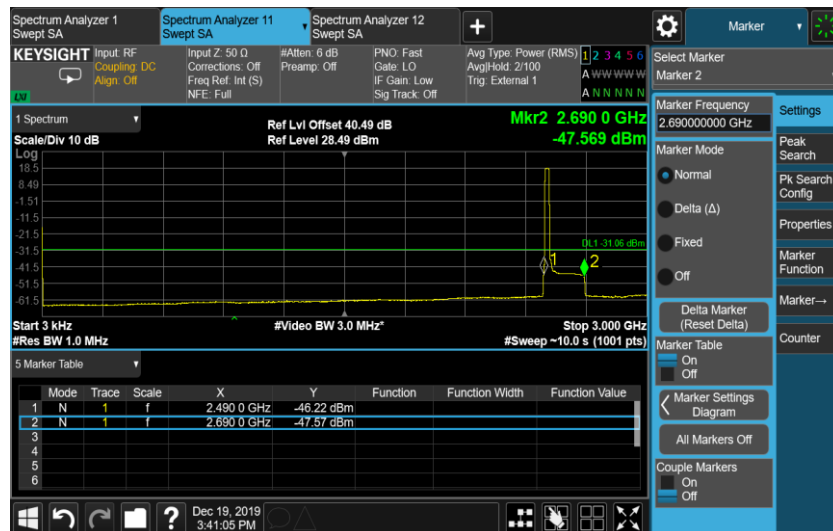 Spectrum Analyzer 1
Swept SA
Spectrum Analyzer 11
Swept SA
Spectrum Analyzer 12
Swept SA
Marker
KEYSIGHT
Input: RF
Coupling: DC
Align: Off
Input Z: 50 Ω
Corrections: Off
Freq Ref: Int (S)
NFE: Full
#Atten: 6 dB
Preamp: Off
PNO: Fast
Gate: LO
IF Gain: Low
Sig Track: Off
Avg Type: Power (RMS)
Avg|Hold: 2/100
Trig: External 1
1 2 3 4 5 6
A W W W W W
A N N N N N
LXI
Select Marker
Marker 2
1 Spectrum
Scale/Div 10 dB
Log
Ref Lvl Offset 40.49 dB
Ref Level 28.49 dBm
Mkr2 2.690 0 GHz
-47.569 dBm
18.5
8.49
-1.51
-11.5
-21.5
-31.5
-41.5
-51.5
-61.5
DL1 -31.06 dBm
1
2
Start 3 kHz
#Res BW 1.0 MHz
#Video BW 3.0 MHz*
Stop 3.000 GHz
#Sweep ~10.0 s (1001 pts)
5 Marker Table
Mode Trace Scale X Y Function Function Width Function Value
1 N 1 f 2.490 0 GHz -46.22 dBm
2 N 1 f 2.690 0 GHz -47.57 dBm
3
4
5
6
Marker Frequency
2.690000000 GHz
Marker Mode
Normal
Delta (Δ)
Fixed
Off
Delta Marker
(Reset Delta)
Marker Table
On
Off
Marker Settings
Diagram
All Markers Off
Couple Markers
On
Off
Settings
Peak
Search
Pk Search
Config
Properties
Marker
Function
Marker→
Counter
?
Dec 19, 2019
3:41:05 PM